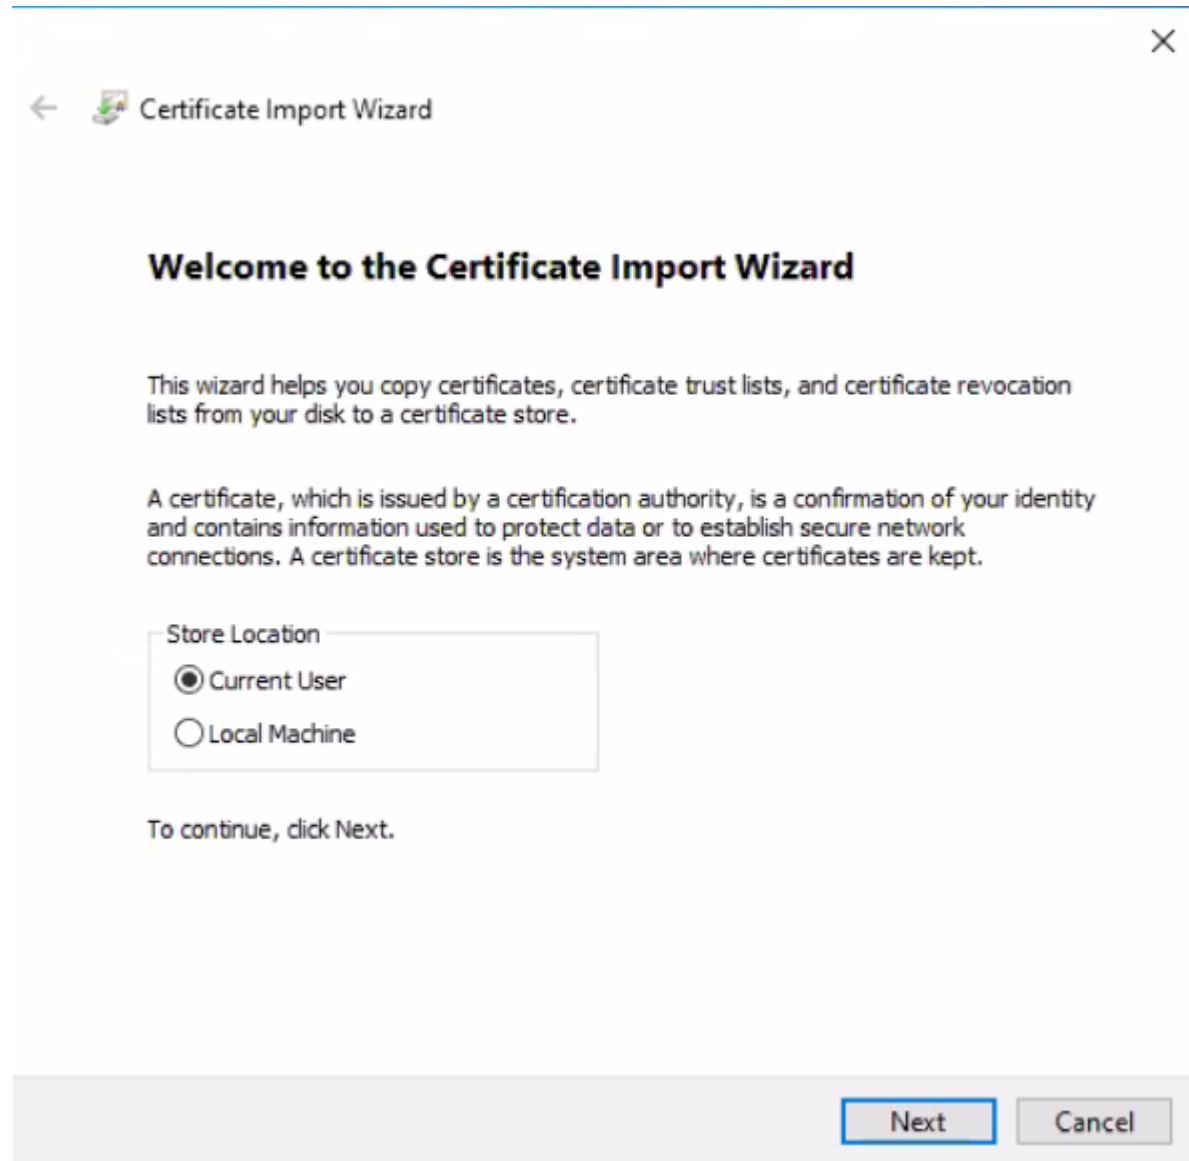 Certificate Import Wizard
Welcome to the Certificate Import Wizard
This wizard helps you copy certificates, certificate trust lists, and certificate revocation
lists from your disk to a certificate store.
A certificate, which is issued by a certification authority, is a confirmation of your identity
and contains information used to protect data or to establish secure network
connections. A certificate store is the system area where certificates are kept.
Store Location
Current User
Local Machine
To continue, click Next.
Next
Cancel